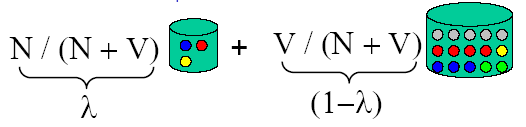 N / (N + V) + V / (N + V)
λ (1–λ)